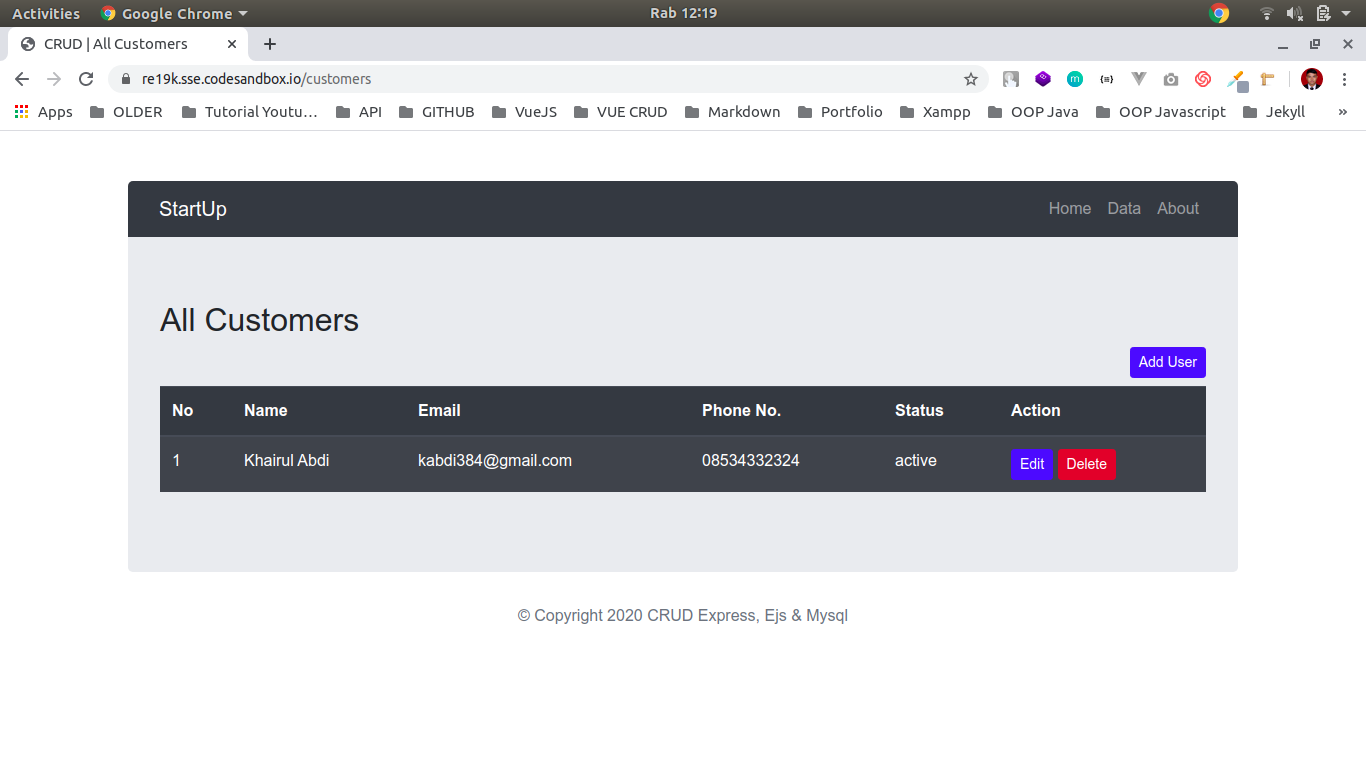 Activities Google Chrome Rab 12:19
CRUD | All Customers
re19k.sse.codesandbox.io/customers
Apps OLDER Tutorial Youtu… API GITHUB VueJS VUE CRUD Markdown Portfolio Xampp OOP Java OOP Javascript Jekyll »
StartUp Home Data About
All Customers
Add User
No Name Email Phone No. Status Action
1 Khairul Abdi kabdi384@gmail.com 08534332324 active Edit Delete
© Copyright 2020 CRUD Express, Ejs & Mysql